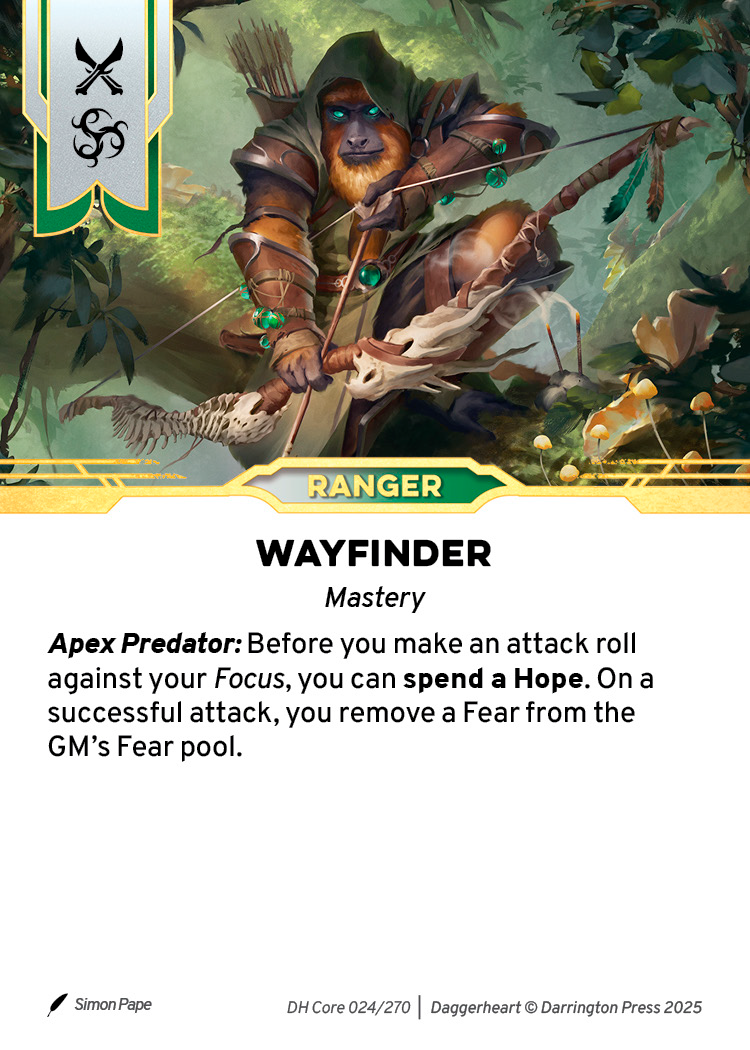 RANGER
WAYFINDER
Mastery
Apex Predator: Before you make an attack roll
against your Focus, you can spend a Hope. On a
successful attack, you remove a Fear from the
GM’s Fear pool.
Simon Pape
DH Core 024/270 | Daggerheart © Darrington Press 2025